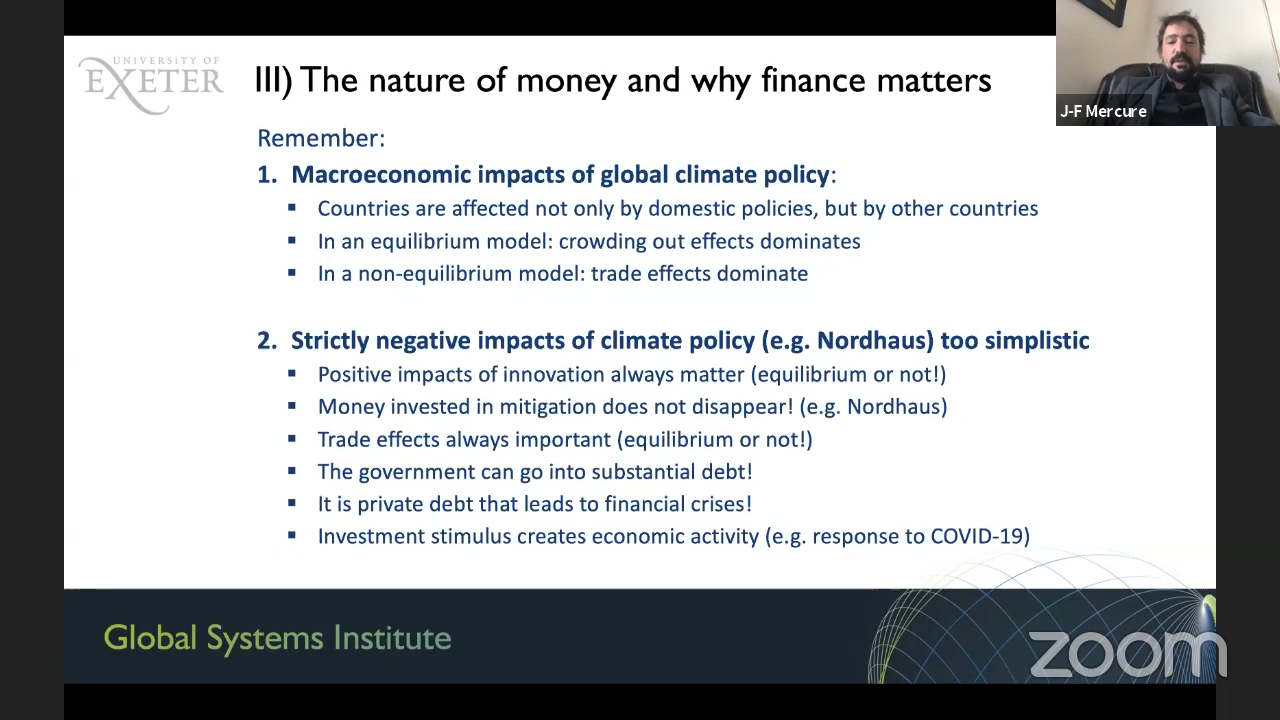 UNIVERSITY OF
EXETER
III) The nature of money and why finance matters
J-F Mercure
Remember:
1. Macroeconomic impacts of global climate policy:
▪ Countries are affected not only by domestic policies, but by other countries
▪ In an equilibrium model: crowding out effects dominates
▪ In a non-equilibrium model: trade effects dominate
2. Strictly negative impacts of climate policy (e.g. Nordhaus) too simplistic
▪ Positive impacts of innovation always matter (equilibrium or not!)
▪ Money invested in mitigation does not disappear! (e.g. Nordhaus)
▪ Trade effects always important (equilibrium or not!)
▪ The government can go into substantial debt!
▪ It is private debt that leads to financial crises!
▪ Investment stimulus creates economic activity (e.g. response to COVID-19)
Global Systems Institute
zoom